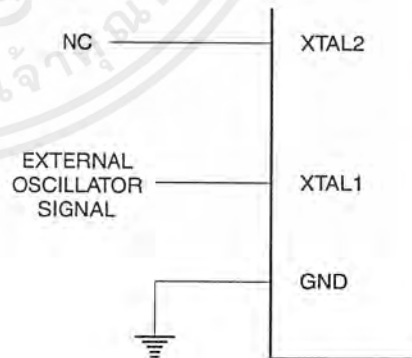 NC
XTAL2
EXTERNAL
OSCILLATOR
SIGNAL
XTAL1
GND